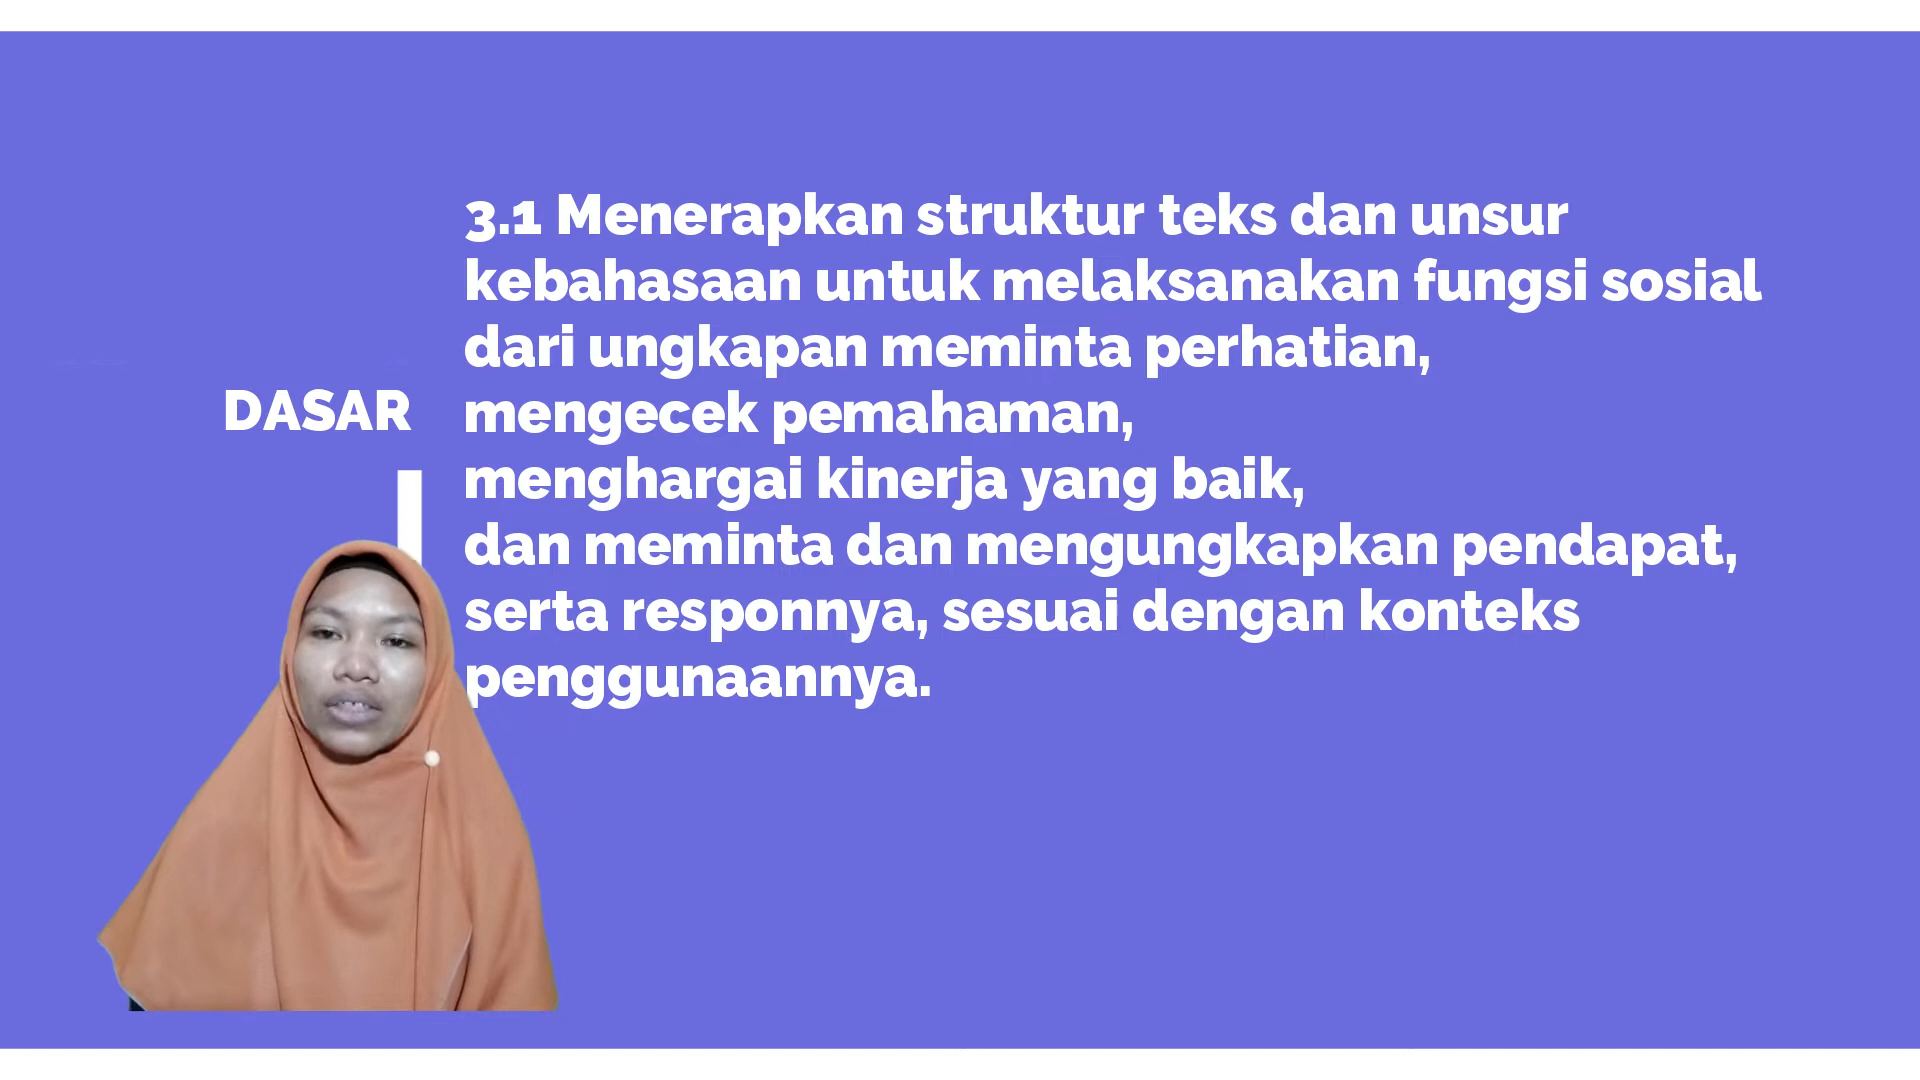 DASAR
3.1 Menerapkan struktur teks dan unsur
kebahasaan untuk melaksanakan fungsi sosial
dari ungkapan meminta perhatian,
mengecek pemahaman,
menghargai kinerja yang baik,
dan meminta dan mengungkapkan pendapat,
serta responnya, sesuai dengan konteks
penggunaannya.